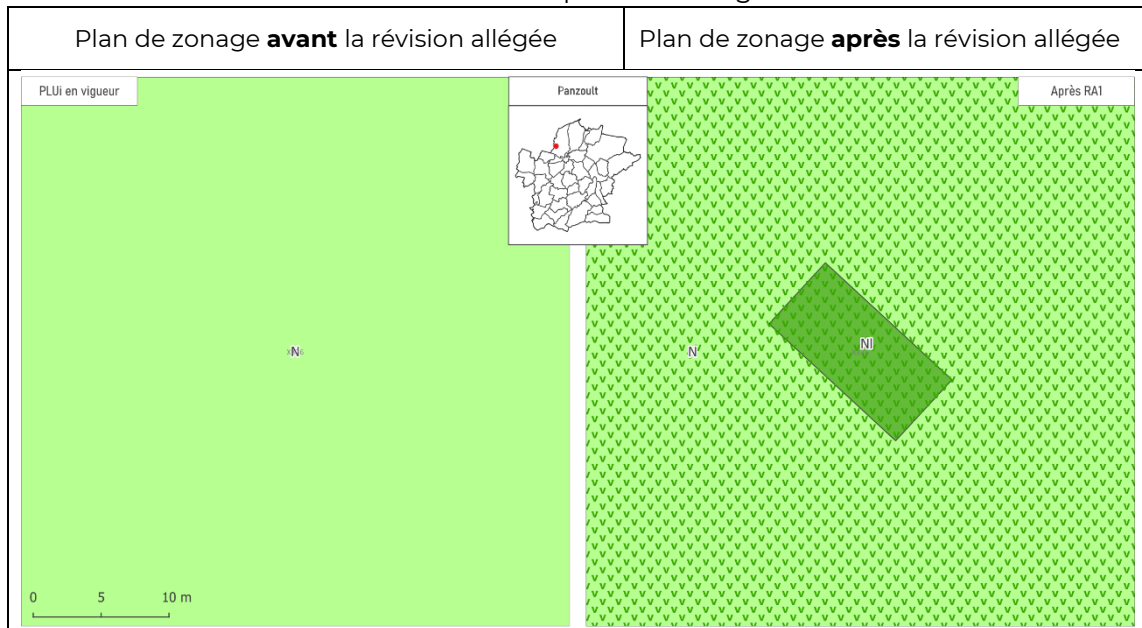 Plan de zonage avant la révision allégée
Plan de zonage après la révision allégée
PLUi en vigueur
Panzoult
Après RA1
N
N
Nl
0 5 10 m